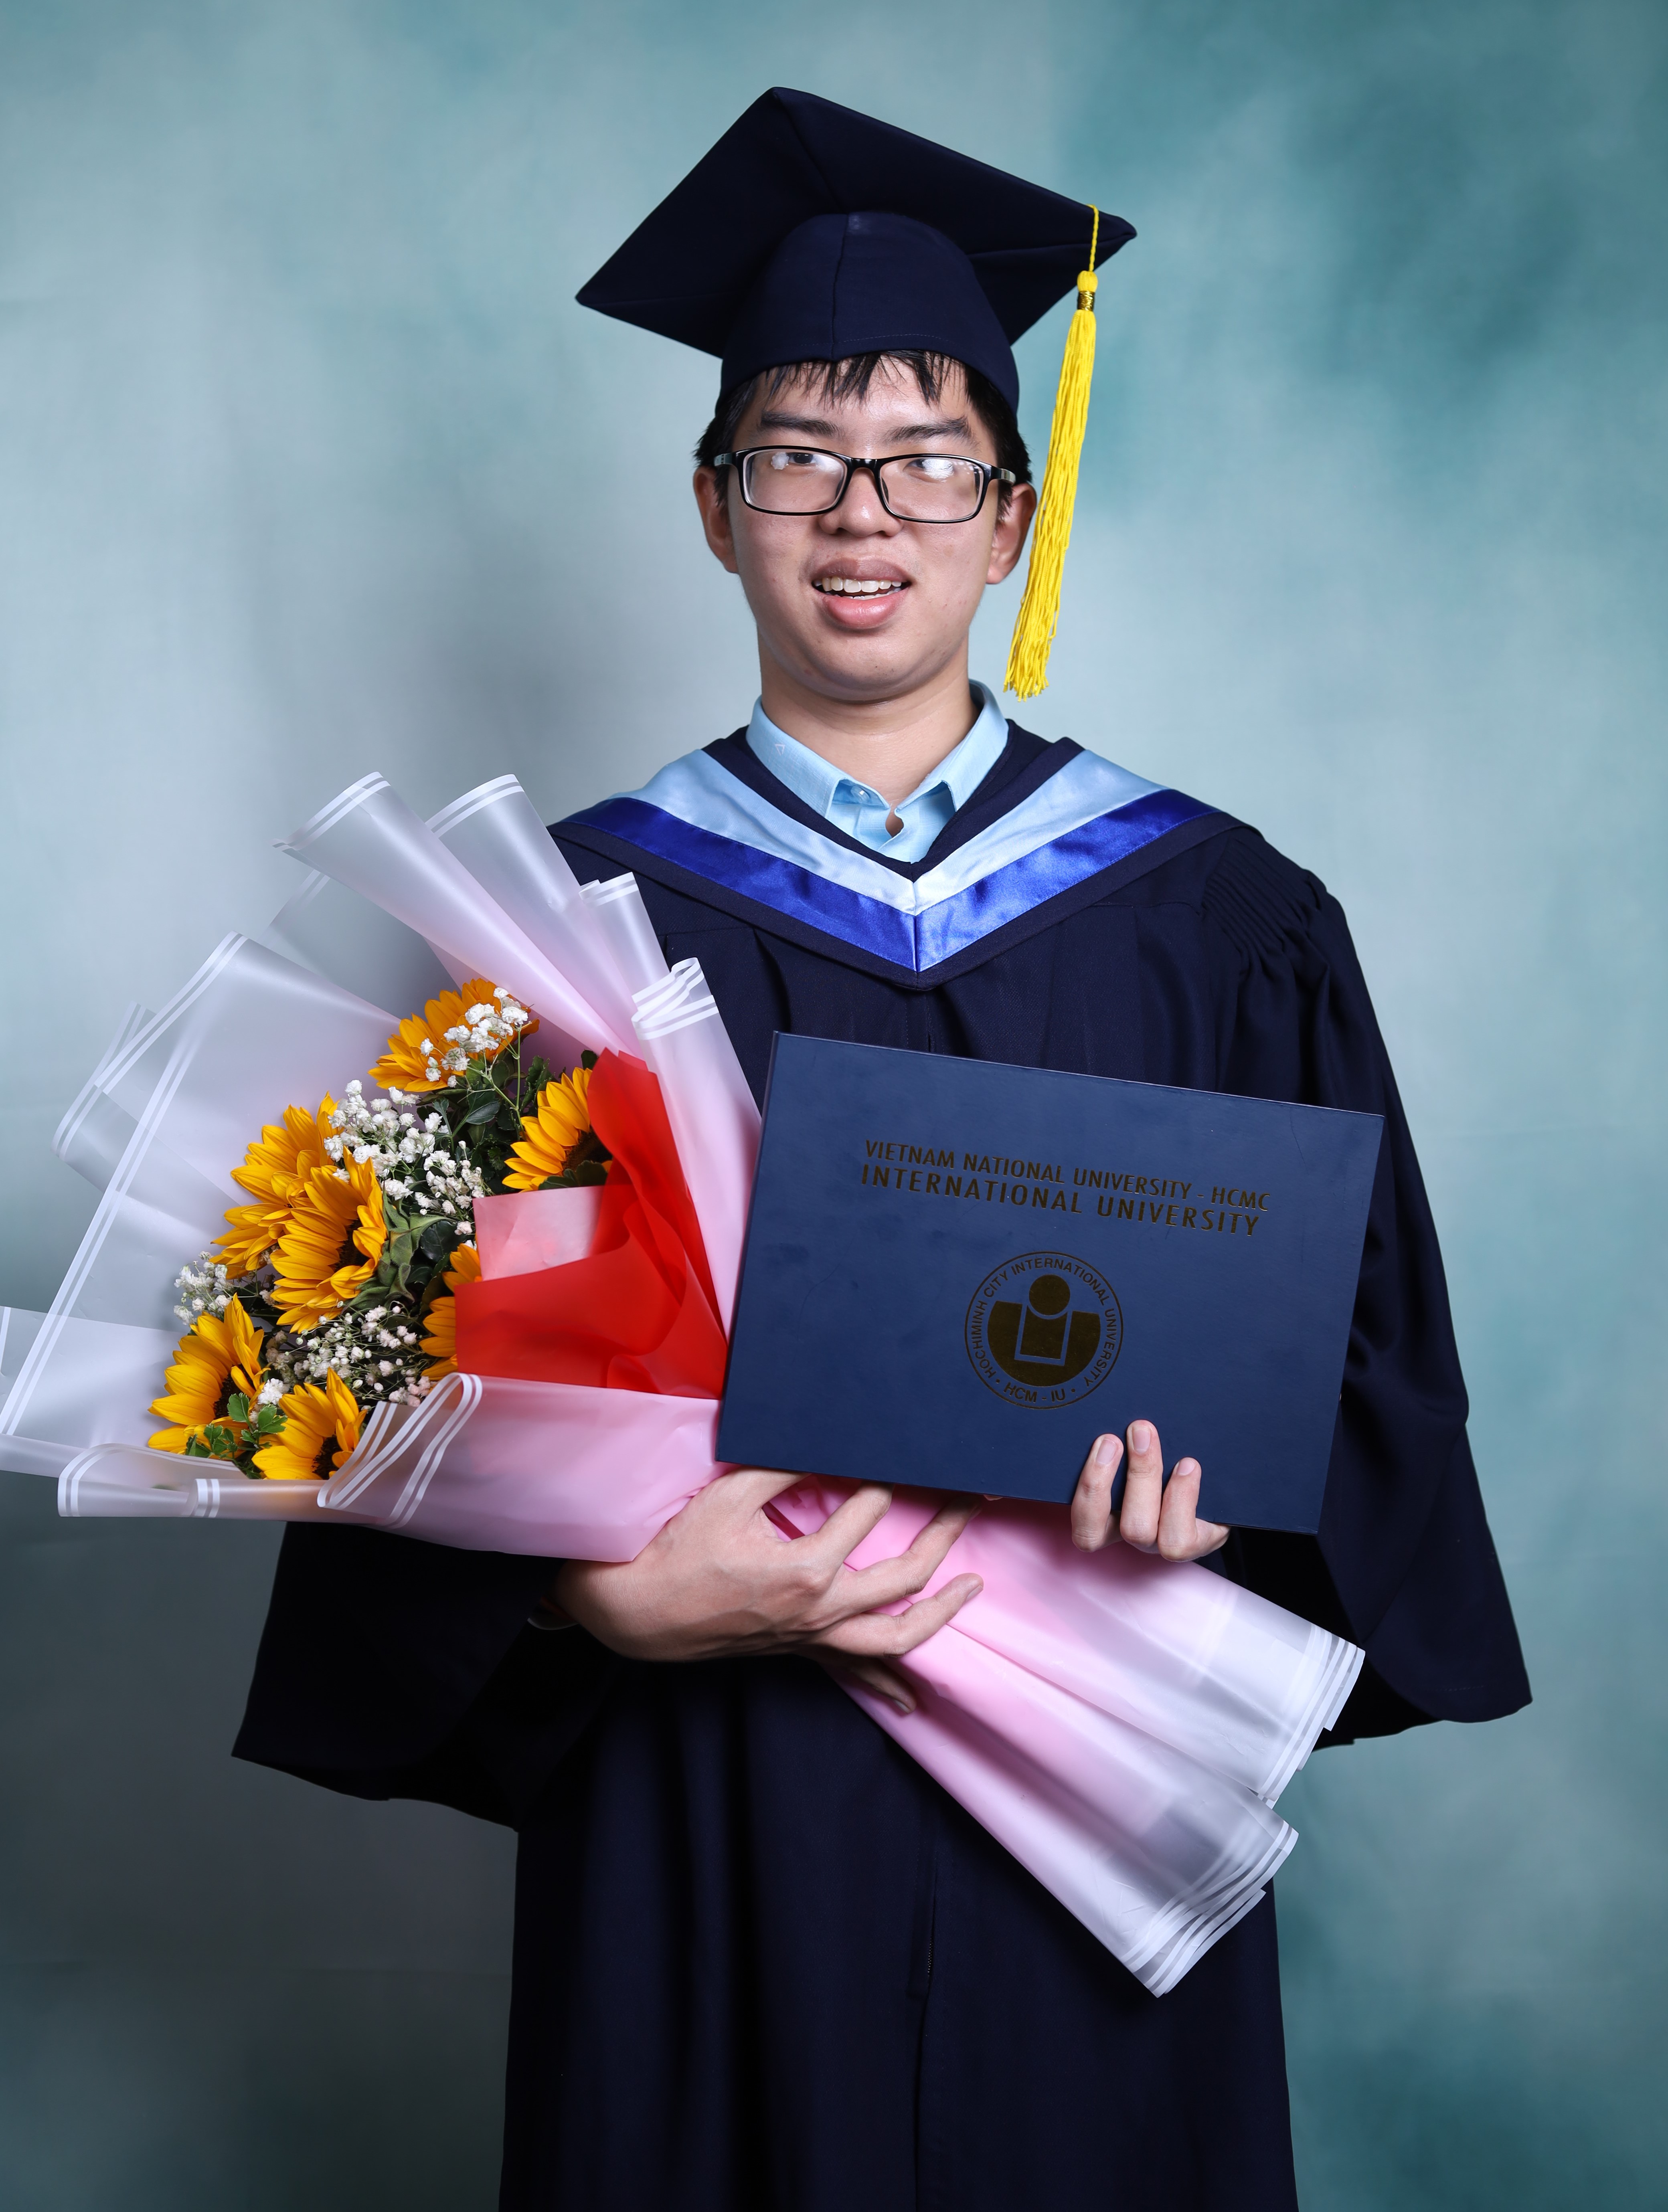 VIETNAM NATIONAL UNIVERSITY - HCMC
INTERNATIONAL UNIVERSITY
HOCHIMINH CITY INTERNATIONAL UNIVERSITY
• HCM - IU •